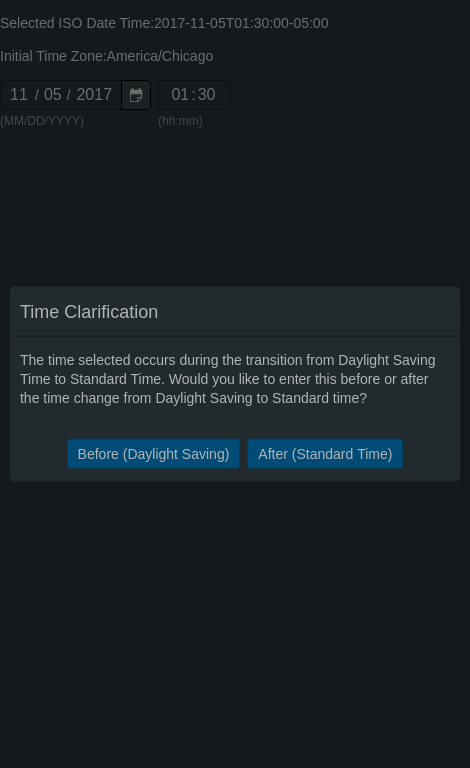 Selected ISO Date Time:2017-11-05T01:30:00-05:00
Initial Time Zone:America/Chicago
11 / 05 / 2017 01:30
(MM/DD/YYYY) (hh:mm)
Time Clarification
The time selected occurs during the transition from Daylight Saving
Time to Standard Time. Would you like to enter this before or after
the time change from Daylight Saving to Standard time?
Before (Daylight Saving) After (Standard Time)